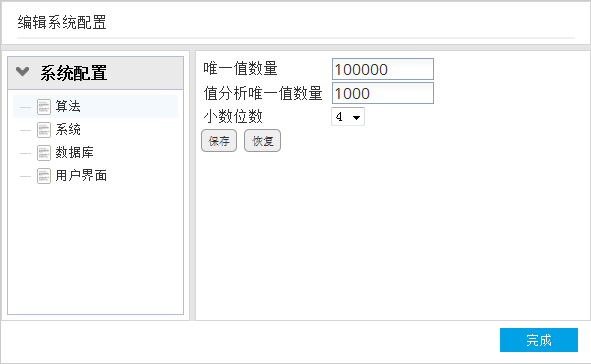 编辑系统配置
系统配置
算法
系统
数据库
用户界面
唯一值数量 100000
值分析唯一值数量 1000
小数位数 4
保存 恢复
完成